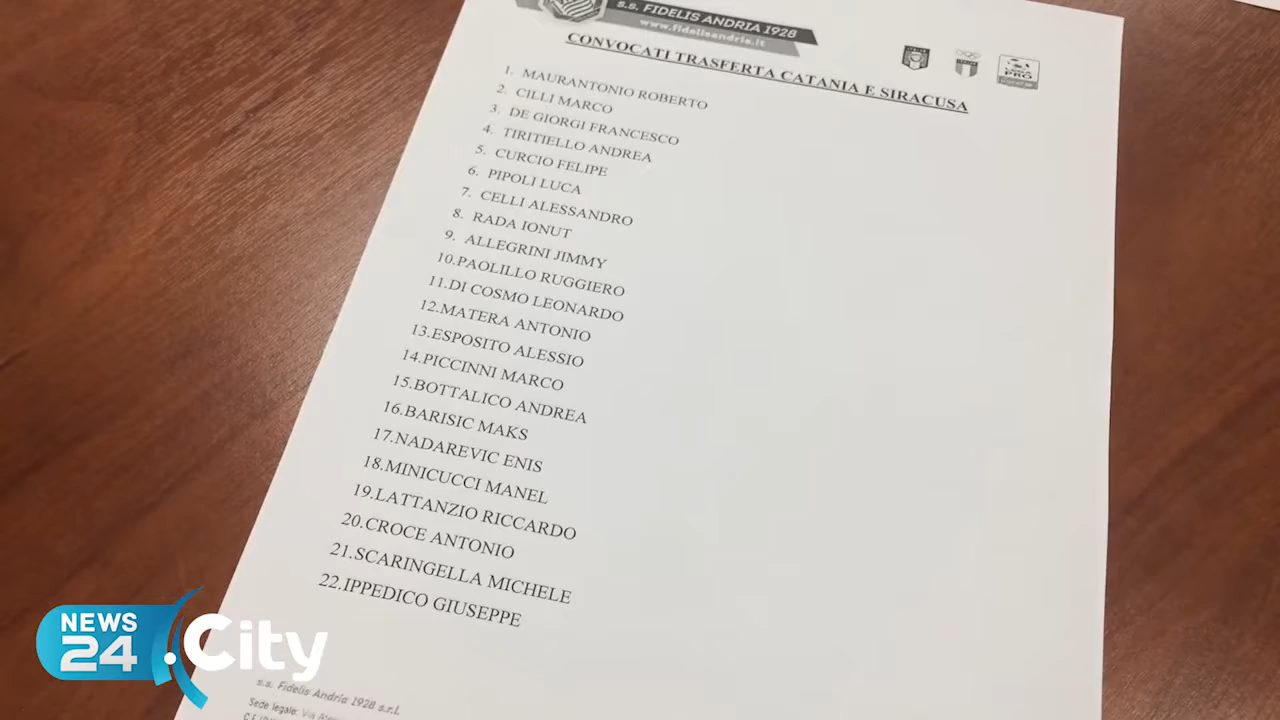 s.s. FIDELIS ANDRIA 1928
www.fidelisandria.it
CONVOCATI TRASFERTA CATANIA E SIRACUSA
1. MAURANTONIO ROBERTO
2. CILLI MARCO
3. DE GIORGI FRANCESCO
4. TIRITIELLO ANDREA
5. CURCIO FELIPE
6. PIPOLI LUCA
7. CELLI ALESSANDRO
8. RADA IONUT
9. ALLEGRINI JIMMY
10.PAOLILLO RUGGIERO
11.DI COSMO LEONARDO
12.MATERA ANTONIO
13.ESPOSITO ALESSIO
14.PICCINNI MARCO
15.BOTTALICO ANDREA
16.BARISIC MAKS
17.NADAREVIC ENIS
18.MINICUCCI MANEL
19.LATTANZIO RICCARDO
20.CROCE ANTONIO
21.SCARINGELLA MICHELE
22.IPPEDICO GIUSEPPE
NEWS
24
.City
s.s. Fidelis Andria 1928 s.r.l.
Sede legale: Via